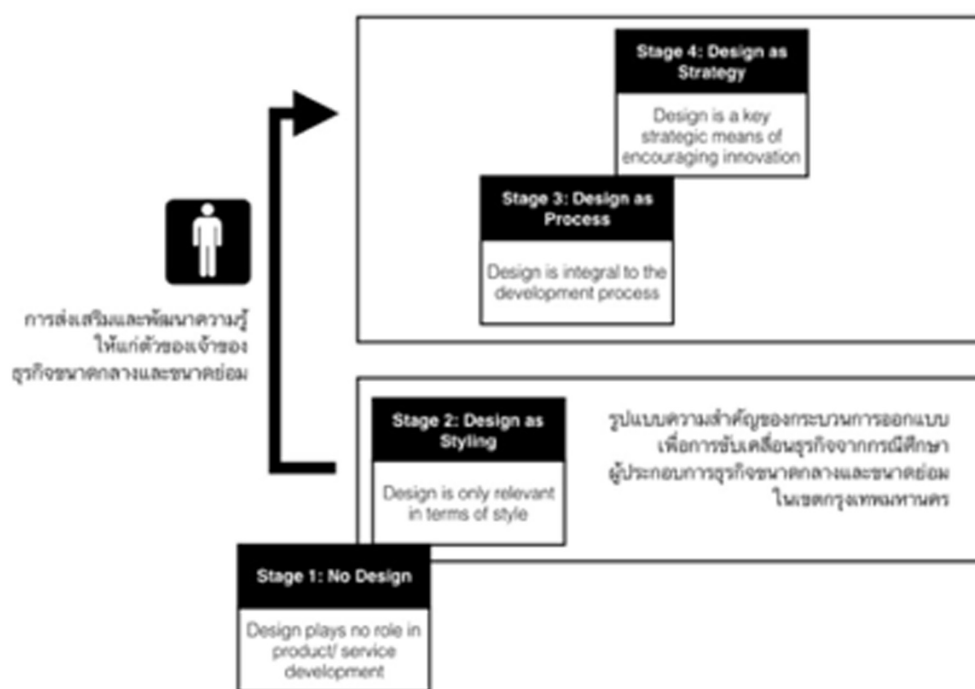 Stage 4: Design as
Strategy
Design is a key
strategic means of
encouraging innovation
Stage 3: Design as
Process
Design is integral to the
development process
การส่งเสริมและพัฒนาความรู้
ให้แก่ตัวของเจ้าของ
ธุรกิจขนาดกลางและขนาดย่อม
Stage 2: Design as
Styling
Design is only relevant
in terms of style
รูปแบบความสำคัญของกระบวนการออกแบบ
เพื่อการขับเคลื่อนธุรกิจจากกรณีศึกษา
ผู้ประกอบการธุรกิจขนาดกลางและขนาดย่อม
ในเขตกรุงเทพมหานคร
Stage 1: No Design
Design plays no role in
product/ service
development